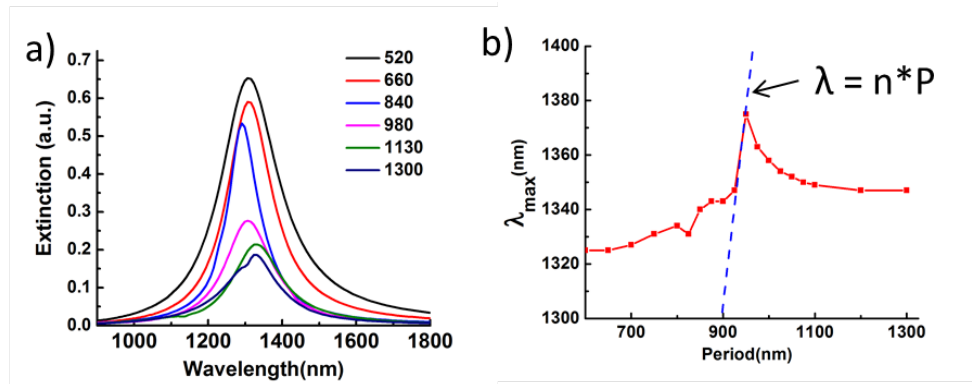 a)
Extinction (a.u.)
0.7
0.6
0.5
0.4
0.3
0.2
0.1
0.0
520
660
840
980
1130
1300
1000 1200 1400 1600 1800
Wavelength(nm)
b)
λmax(nm)
1400
1380
1360
1340
1320
1300
λ = n*P
700 900 1100 1300
Period(nm)